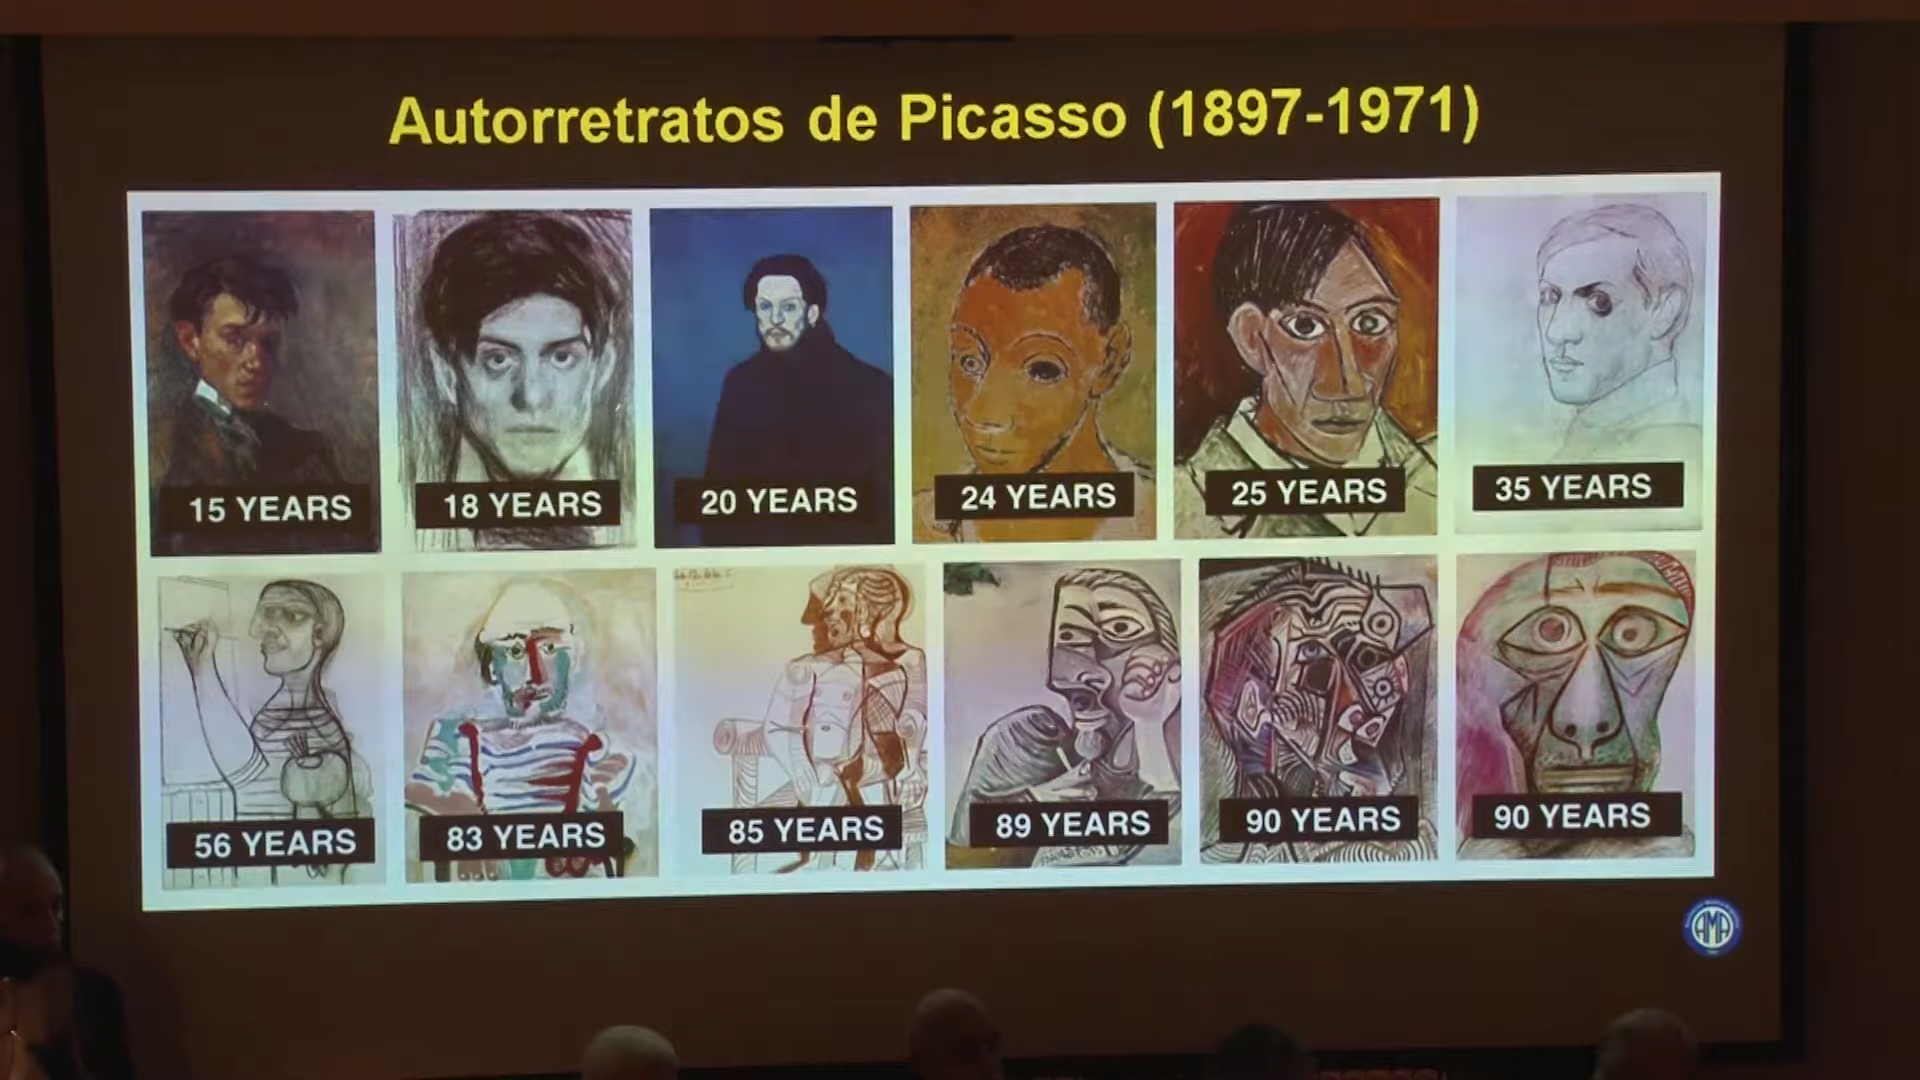 Autorretratos de Picasso (1897-1971)
15 YEARS
18 YEARS
20 YEARS
24 YEARS
25 YEARS
35 YEARS
56 YEARS
83 YEARS
85 YEARS
89 YEARS
90 YEARS
90 YEARS
AMA